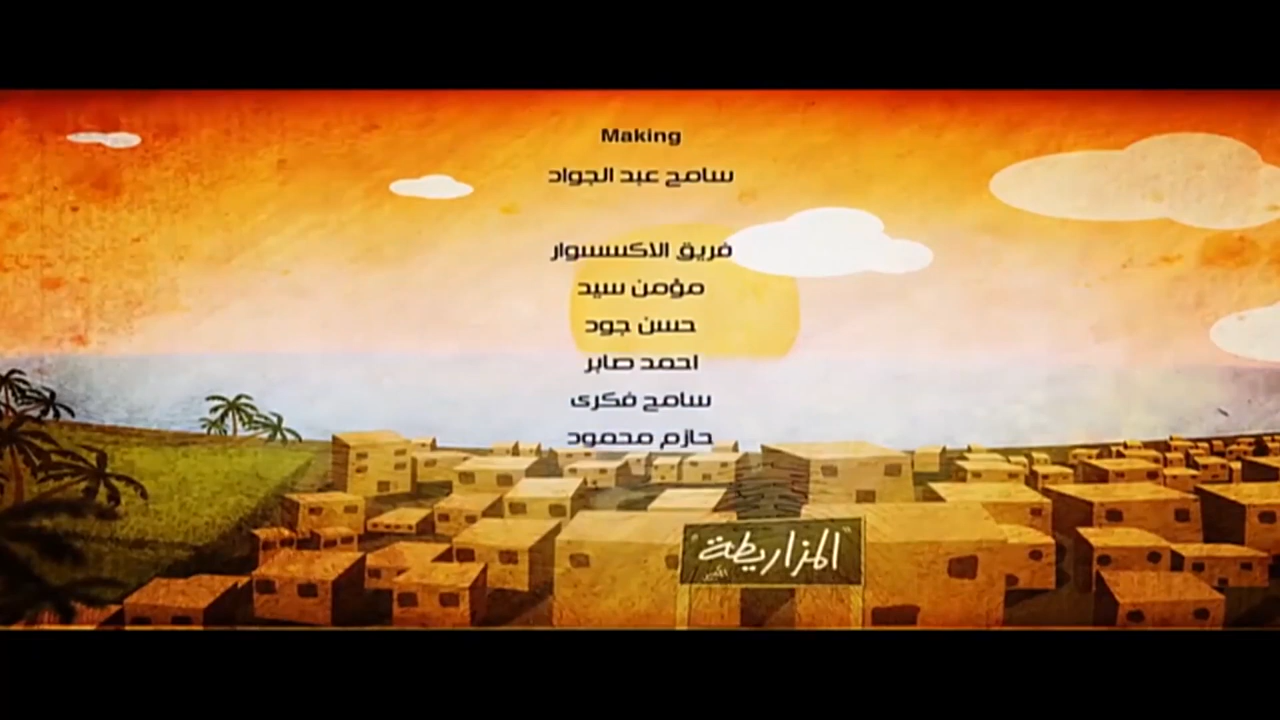 Making
سامح عبد الجواد
فريق الاكسسوار
مؤمن سيد
حسن جود
احمد صابر
سامح فكرى
حازم محمود
"المزاريطة"